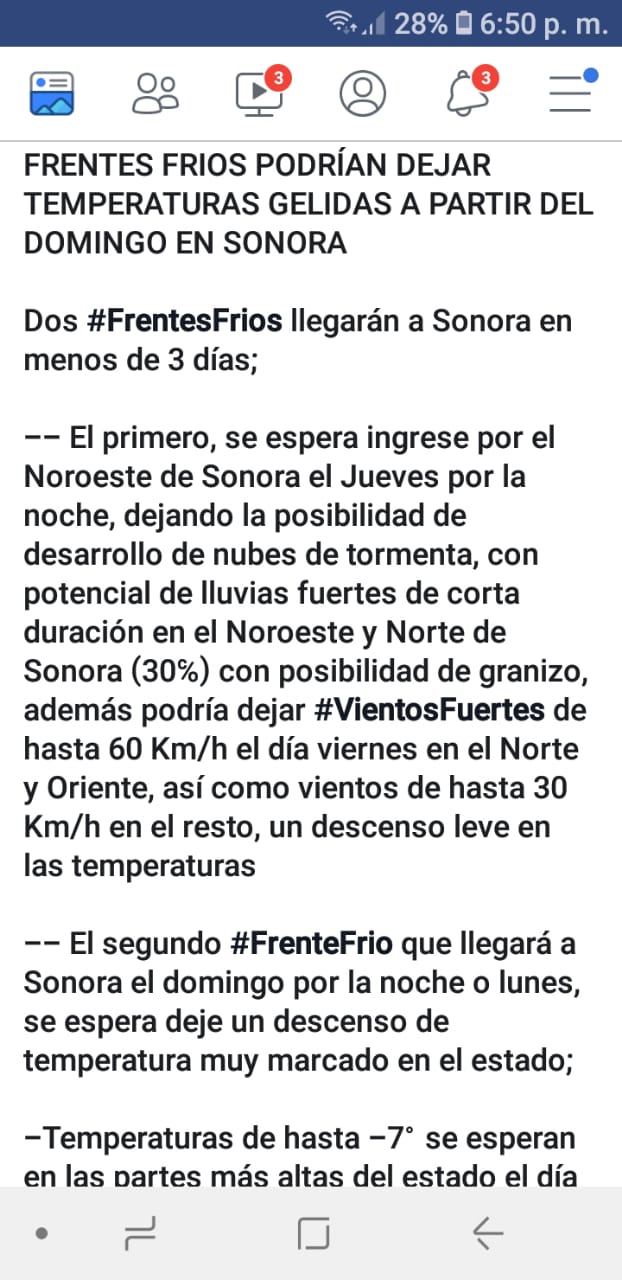 28% 6:50 p. m.
3
3
FRENTES FRIOS PODRÍAN DEJAR
TEMPERATURAS GELIDAS A PARTIR DEL
DOMINGO EN SONORA
Dos #FrentesFrios llegarán a Sonora en
menos de 3 días;
–– El primero, se espera ingrese por el
Noroeste de Sonora el Jueves por la
noche, dejando la posibilidad de
desarrollo de nubes de tormenta, con
potencial de lluvias fuertes de corta
duración en el Noroeste y Norte de
Sonora (30%) con posibilidad de granizo,
además podría dejar #VientosFuertes de
hasta 60 Km/h el día viernes en el Norte
y Oriente, así como vientos de hasta 30
Km/h en el resto, un descenso leve en
las temperaturas
–– El segundo #FrenteFrio que llegará a
Sonora el domingo por la noche o lunes,
se espera deje un descenso de
temperatura muy marcado en el estado;
–Temperaturas de hasta –7° se esperan
en las partes más altas del estado el día